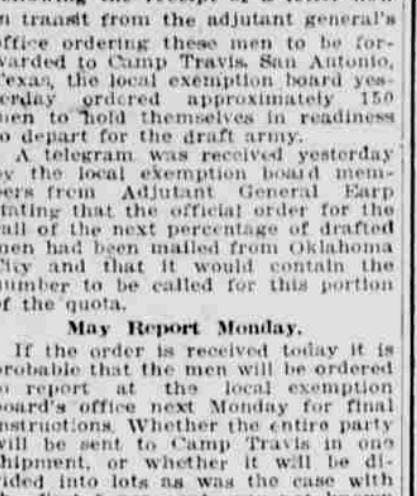 in transit from the adjutant general's
office ordering these men to be for-
warded to Camp Travis, San Antonio,
Texas, the local exemption board yes-
terday ordered approximately 150
men to hold themselves in readiness
to depart for the draft army.
A telegram was received yesterday
by the local exemption board mem-
bers from Adjutant General Earp
stating that the official order for the
call of the next percentage of drafted
men had been mailed from Oklahoma
City and that it would contain the
number to be called for this portion
of the quota.
May Report Monday.
If the order is received today it is
probable that the men will be ordered
to report at the local exemption
board's office next Monday for final
instructions. Whether the entire party
will be sent to Camp Travis in one
shipment, or whether it will be di-
vided into lots as was the case with